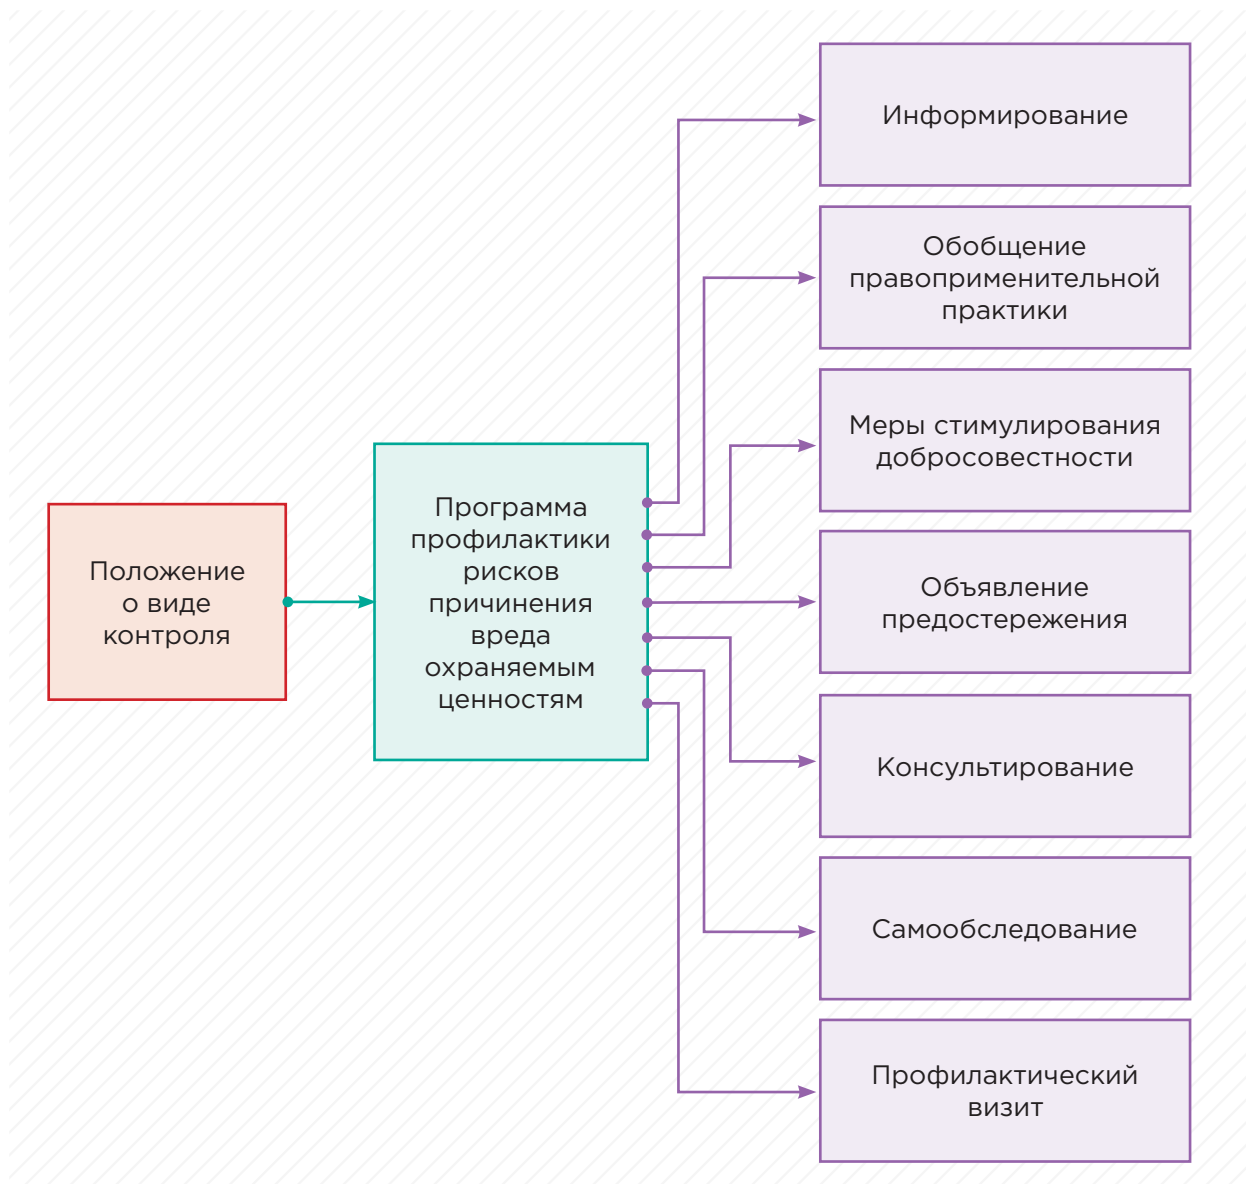 Положение
о виде
контроля
Программа
профилактики
рисков
причинения
вреда
охраняемым
ценностям
Информирование
Обобщение
правоприменительной
практики
Меры стимулирования
добросовестности
Объявление
предостережения
Консультирование
Самообследование
Профилактический
визит